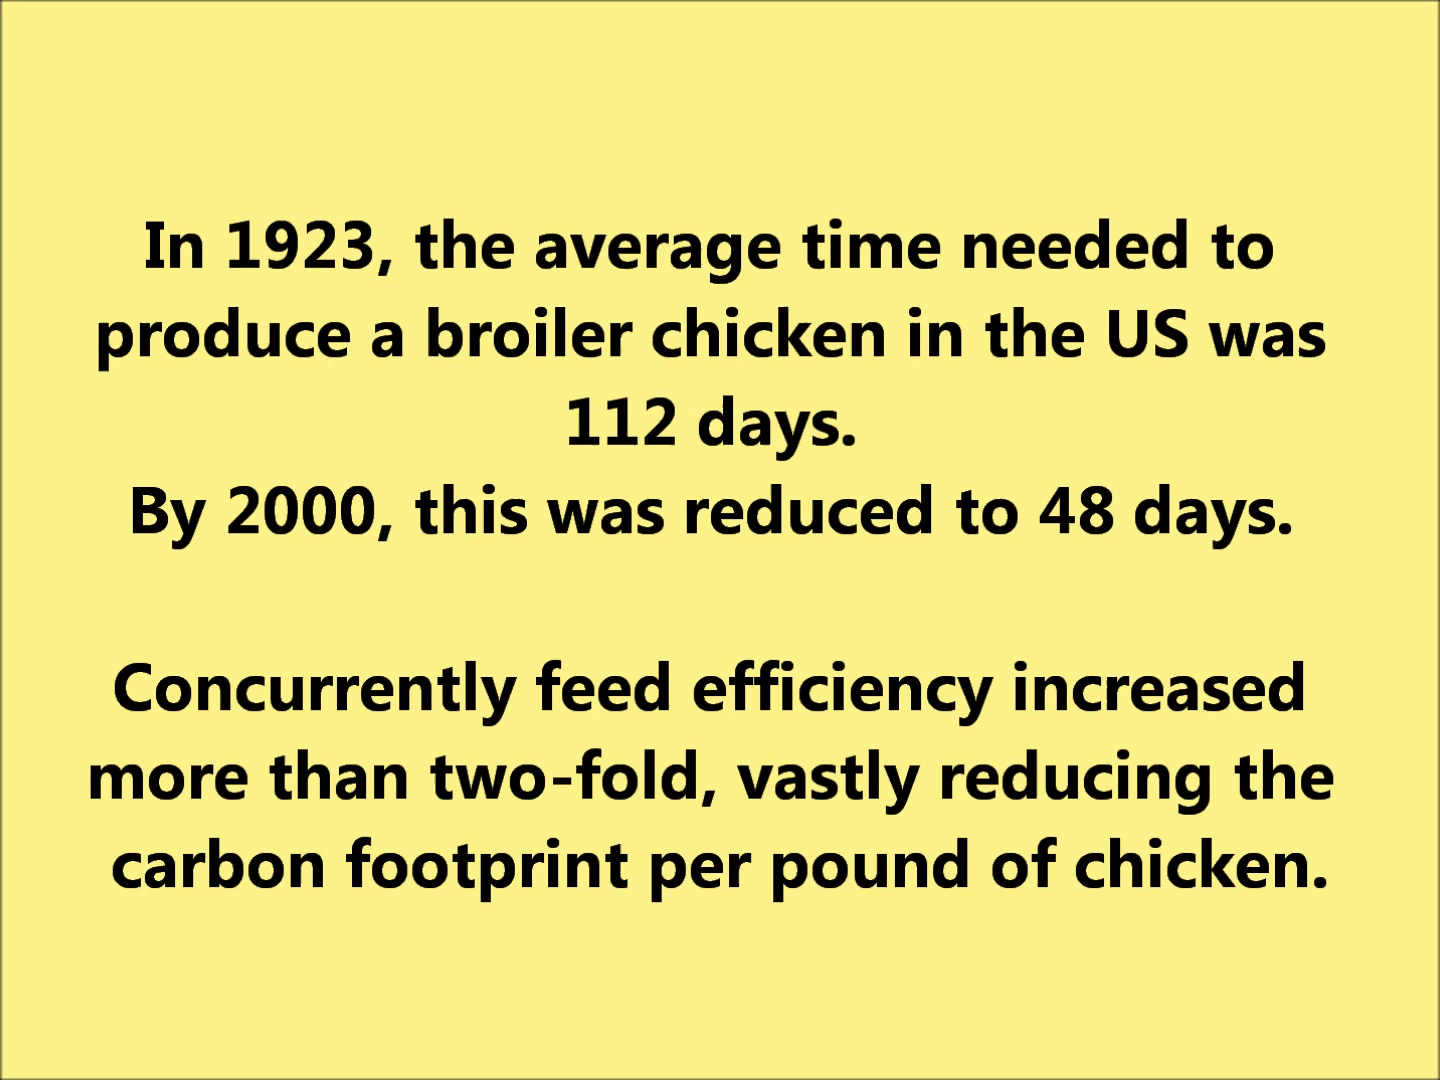 In 1923, the average time needed to
produce a broiler chicken in the US was
112 days.
By 2000, this was reduced to 48 days.
Concurrently feed efficiency increased
more than two-fold, vastly reducing the
carbon footprint per pound of chicken.